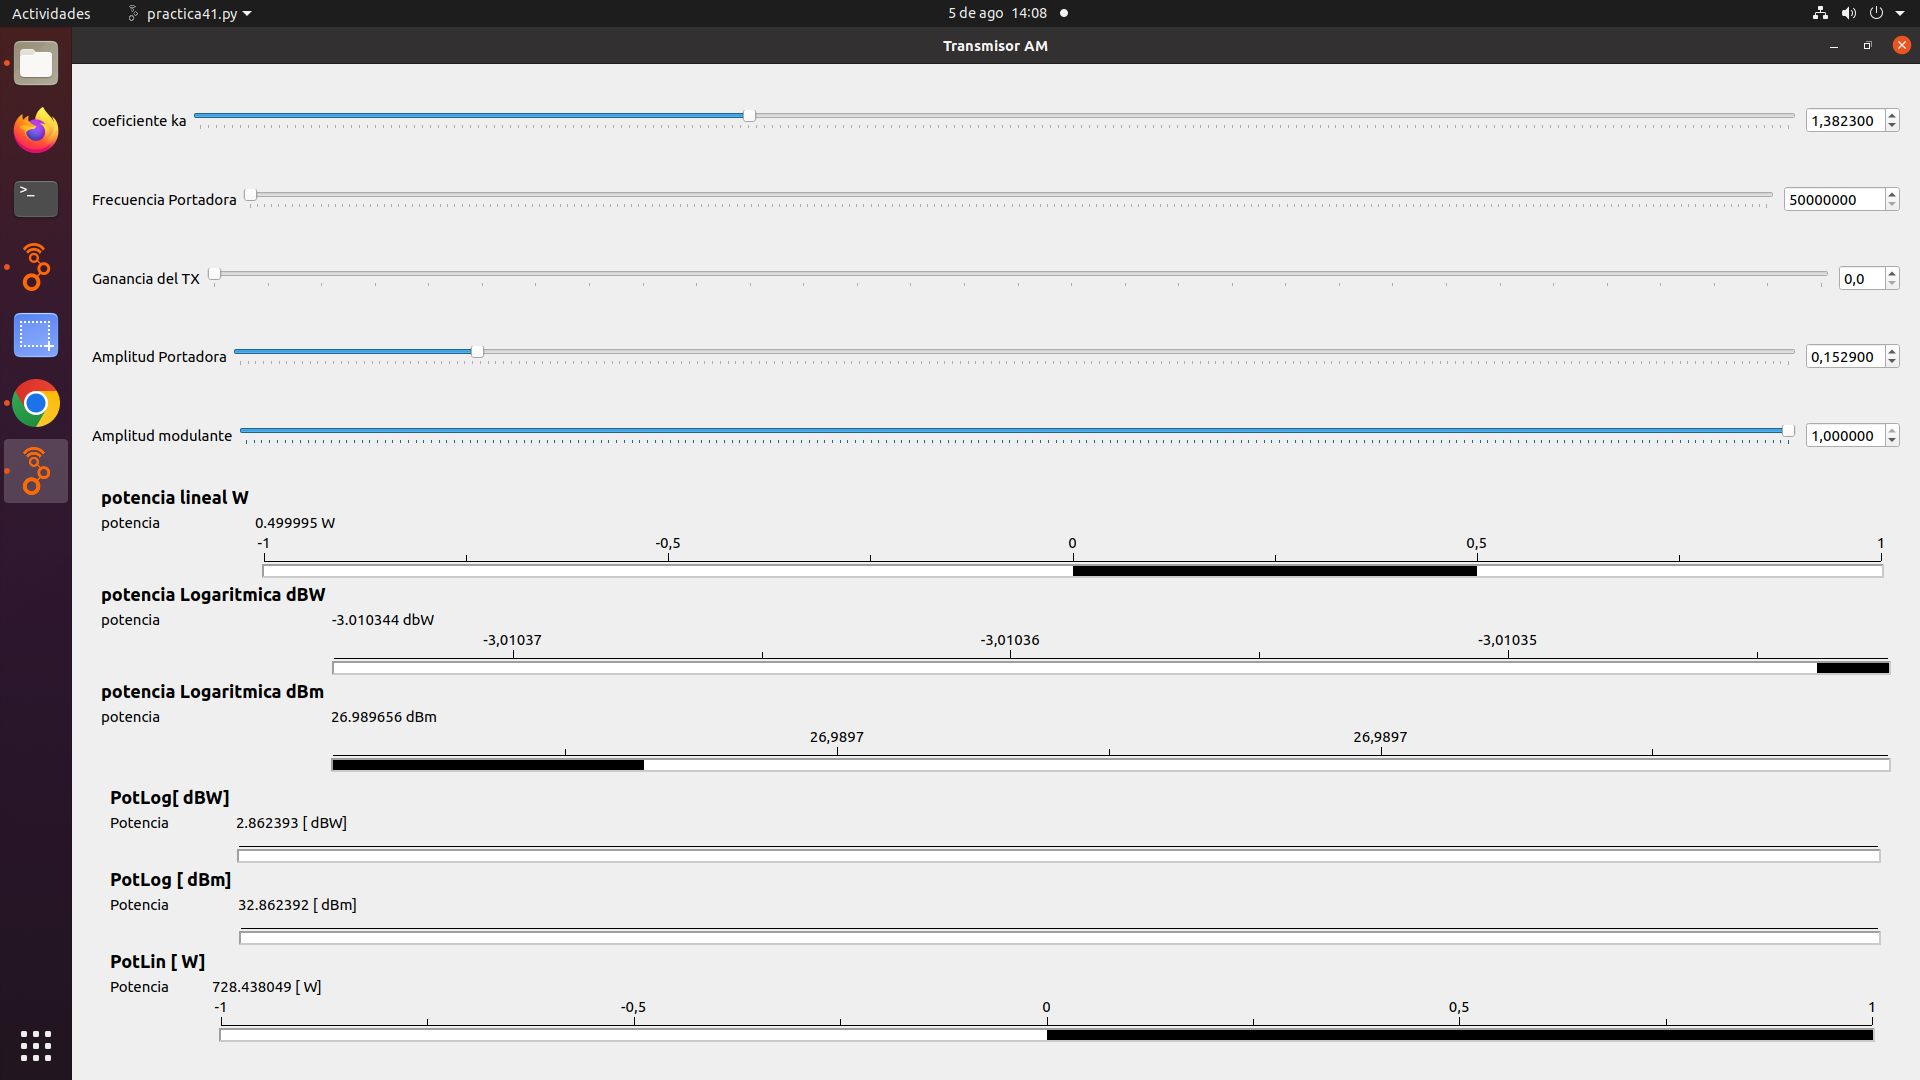 Actividades practica41.py 5 de ago 14:08
Transmisor AM
coeficiente ka 1,382300
Frecuencia Portadora 50000000
Ganancia del TX 0,0
Amplitud Portadora 0,152900
Amplitud modulante 1,000000
potencia lineal W
potencia 0.499995 W
-1 -0,5 0 0,5 1
potencia Logaritmica dBW
potencia -3.010344 dbW
-3,01037 -3,01036 -3,01035
potencia Logaritmica dBm
potencia 26.989656 dBm
26,9897 26,9897
PotLog[ dBW]
Potencia 2.862393 [ dBW]
PotLog [ dBm]
Potencia 32.862392 [ dBm]
PotLin [ W]
Potencia 728.438049 [ W]
-1 -0,5 0 0,5 1